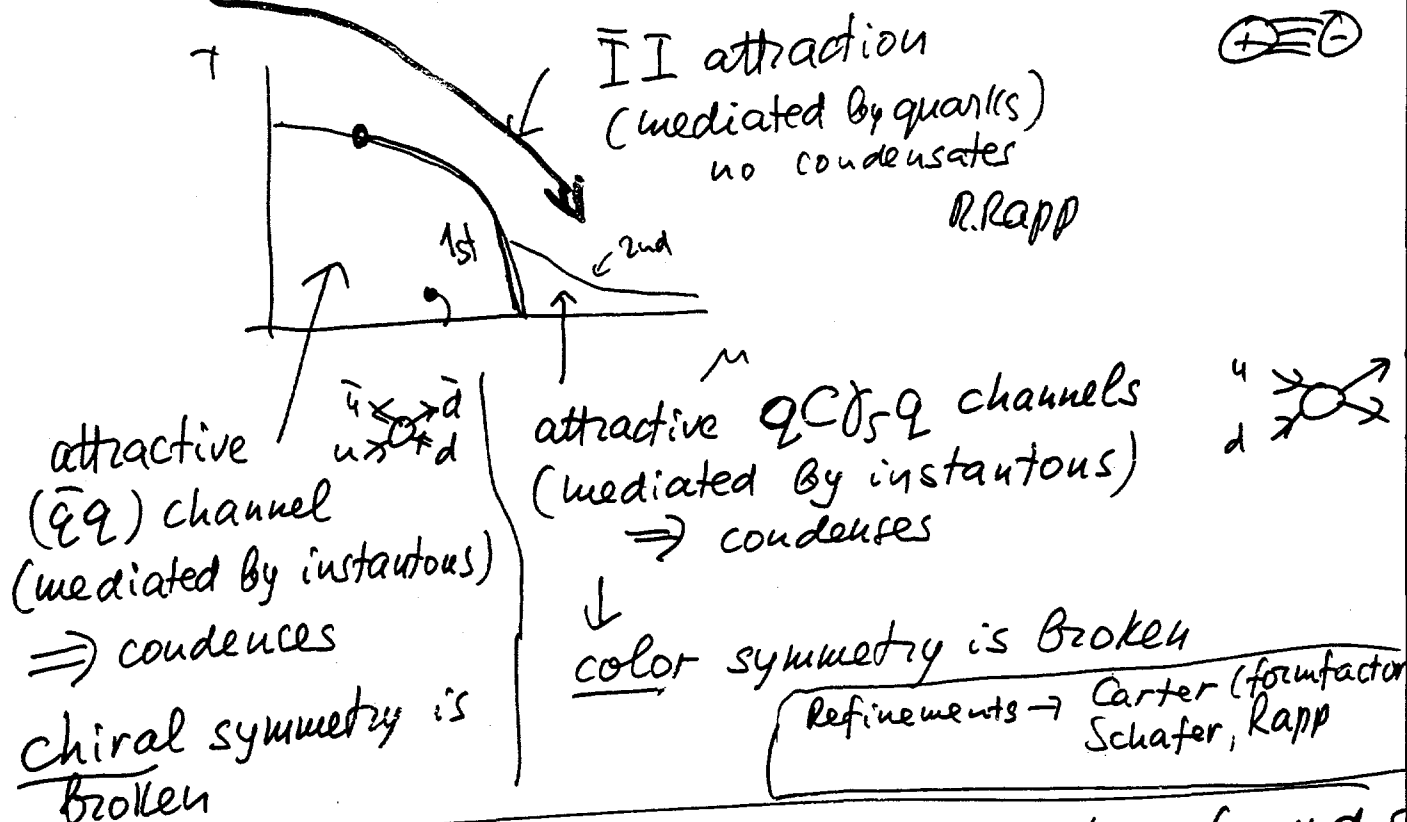 T
ĪI attraction
(mediated by quarks)
no condensates
R.Rapp
+ -
1st
2nd
μ
ū d̄
u d
attractive
(q̄q) channel
(mediated by instantons)
⇒ condences
chiral symmetry is
broken
attractive qCγ₅q channels
(mediated by instantons)
⇒ condenses
↓
color symmetry is broken
u
d
Refinements → Carter (formfactor
Schafer, Rapp